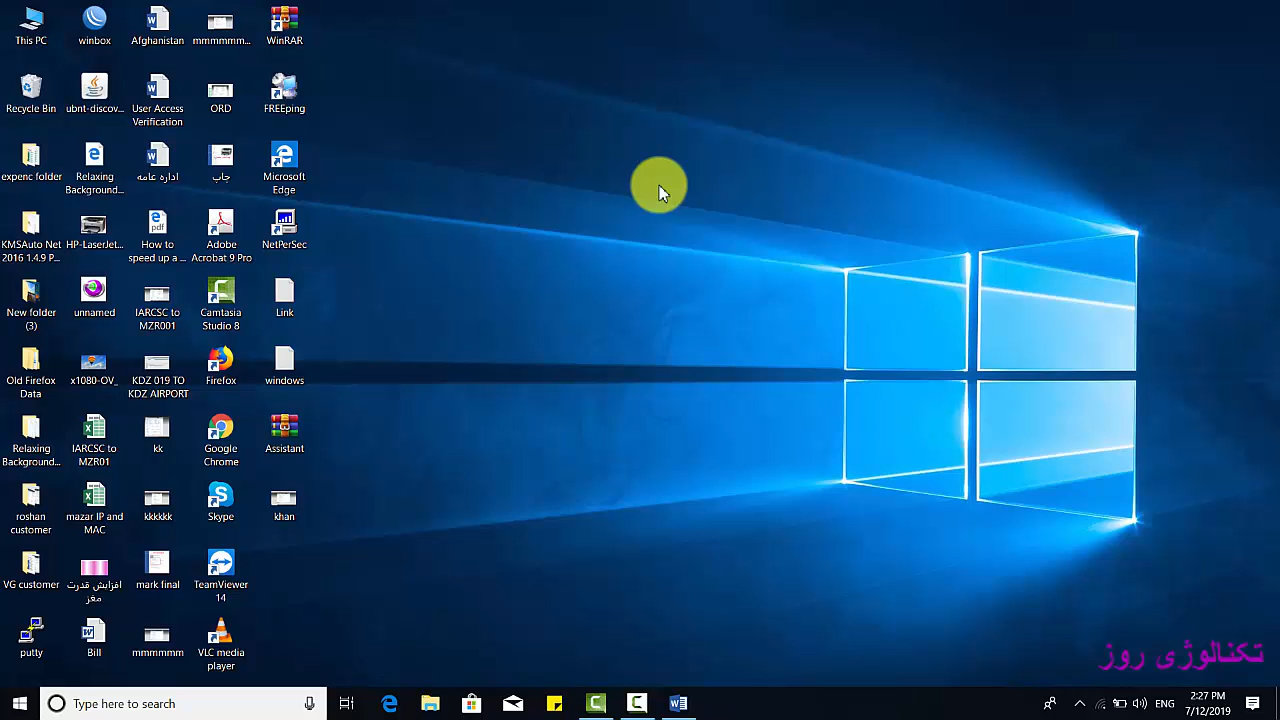 This PC
winbox
Afghanistan
mmmmmm...
WinRAR
Recycle Bin
ubnt-discov...
User Access
Verification
ORD
FREEping
expenc folder
Relaxing
Background...
اداره عامه
چاپ
Microsoft
Edge
KMSAuto Net
2016 1.4.9 P...
HP-LaserJet...
How to
speed up a ...
Adobe
Acrobat 9 Pro
NetPerSec
New folder
(3)
unnamed
IARCSC to
MZR001
Camtasia
Studio 8
Link
Old Firefox
Data
x1080-OV_
KDZ 019 TO
KDZ AIRPORT
Firefox
windows
Relaxing
Background...
IARCSC to
MZR01
kk
Google
Chrome
Assistant
roshan
customer
mazar IP and
MAC
kkkkkk
Skype
khan
VG customer
افزایش قدرت
مغز
mark final
TeamViewer
14
putty
Bill
mmmmmm
VLC media
player
تکنالوژی روز
Type here to search
ENG
2:27 PM
7/12/2019